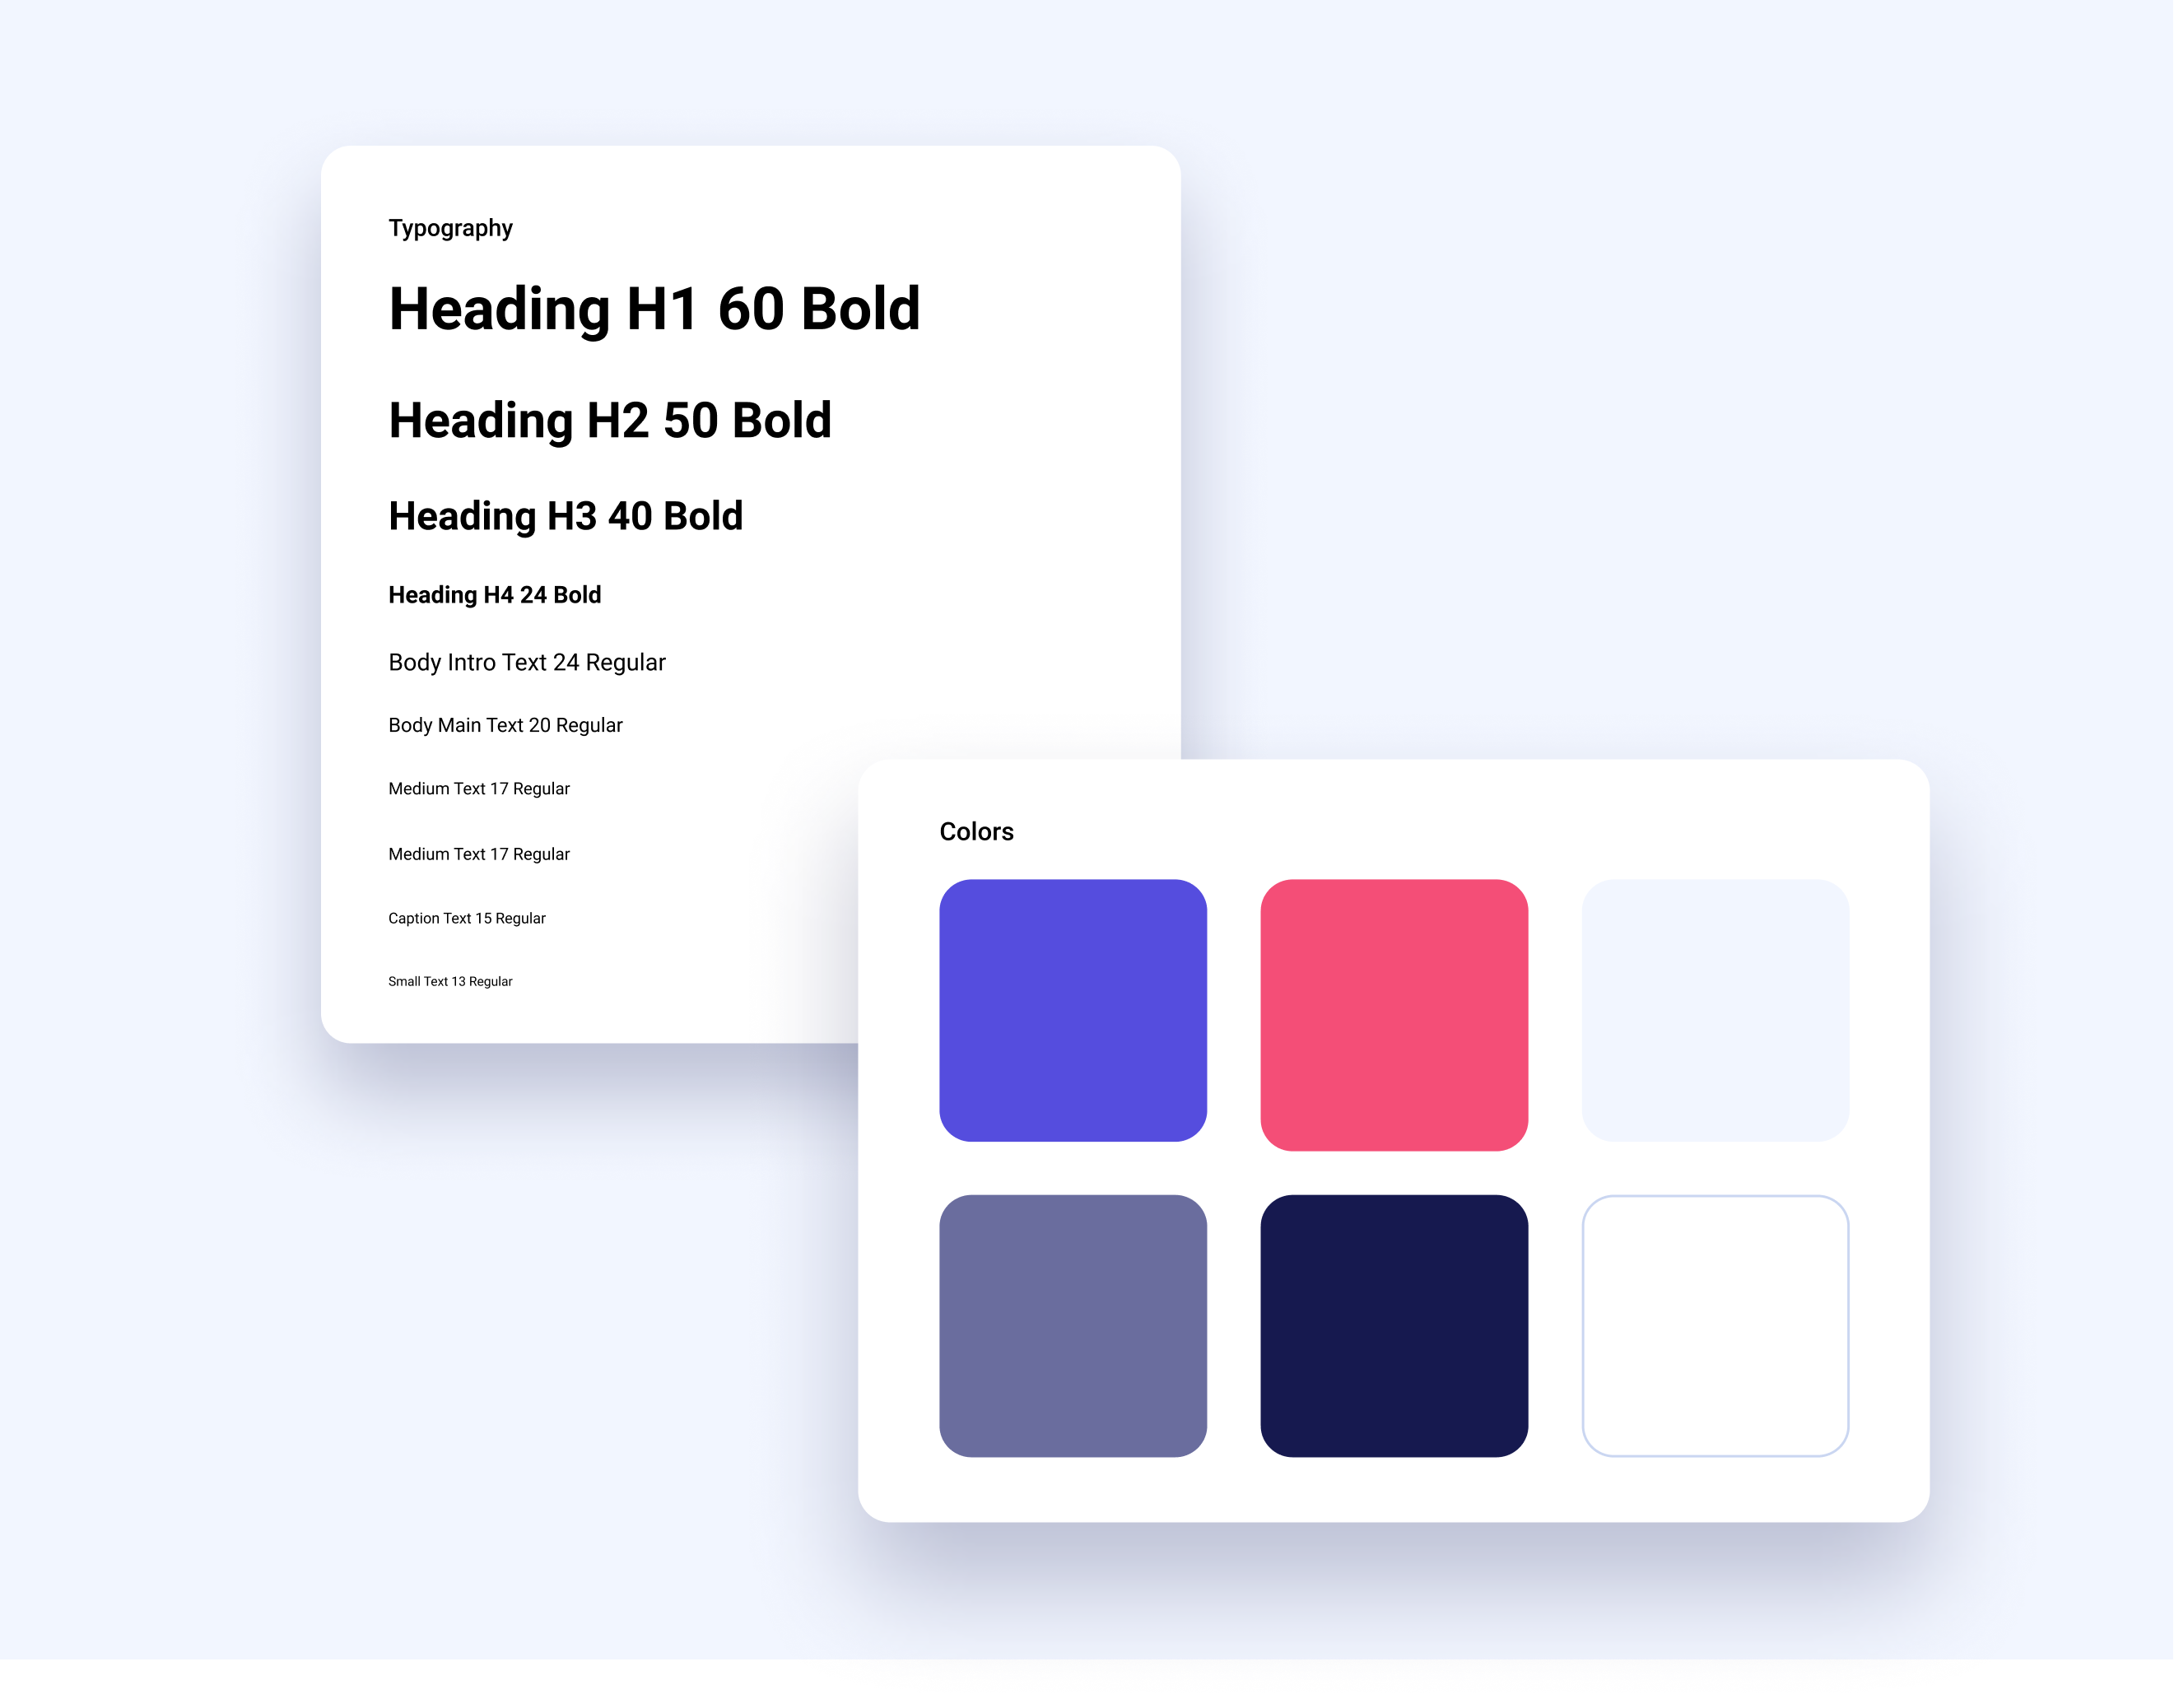 Typography
Heading H1 60 Bold
Heading H2 50 Bold
Heading H3 40 Bold
Heading H4 24 Bold
Body Intro Text 24 Regular
Body Main Text 20 Regular
Medium Text 17 Regular
Medium Text 17 Regular
Caption Text 15 Regular
Small Text 13 Regular
Colors